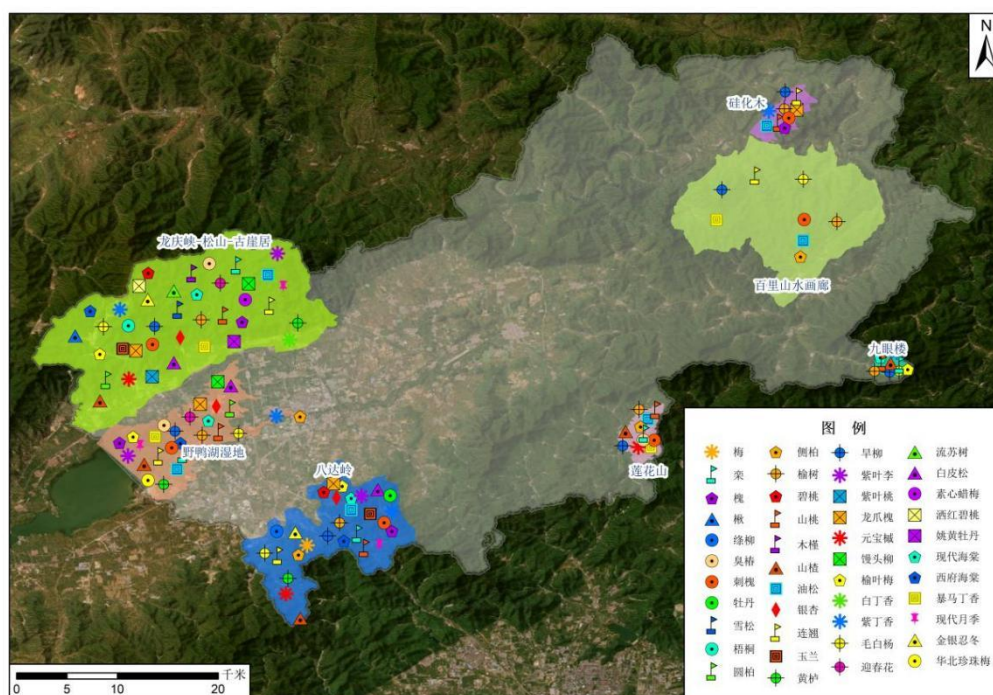 N
硅化木
龙庆峡-松山-古崖居
百里山水画廊
九眼楼
野鸭湖湿地
八达岭
莲花山
图 例
梅
栾
槐
楸
绦柳
臭椿
刺槐
牡丹
雪松
梧桐
圆柏
侧柏
榆树
碧桃
山桃
木槿
山楂
油松
银杏
连翘
玉兰
黄栌
旱柳
紫叶李
紫叶桃
龙爪槐
元宝槭
馒头柳
榆叶梅
白丁香
紫丁香
毛白杨
迎春花
流苏树
白皮松
素心蜡梅
洒红碧桃
姚黄牡丹
现代海棠
西府海棠
暴马丁香
现代月季
金银忍冬
华北珍珠梅
千米
0 5 10 20